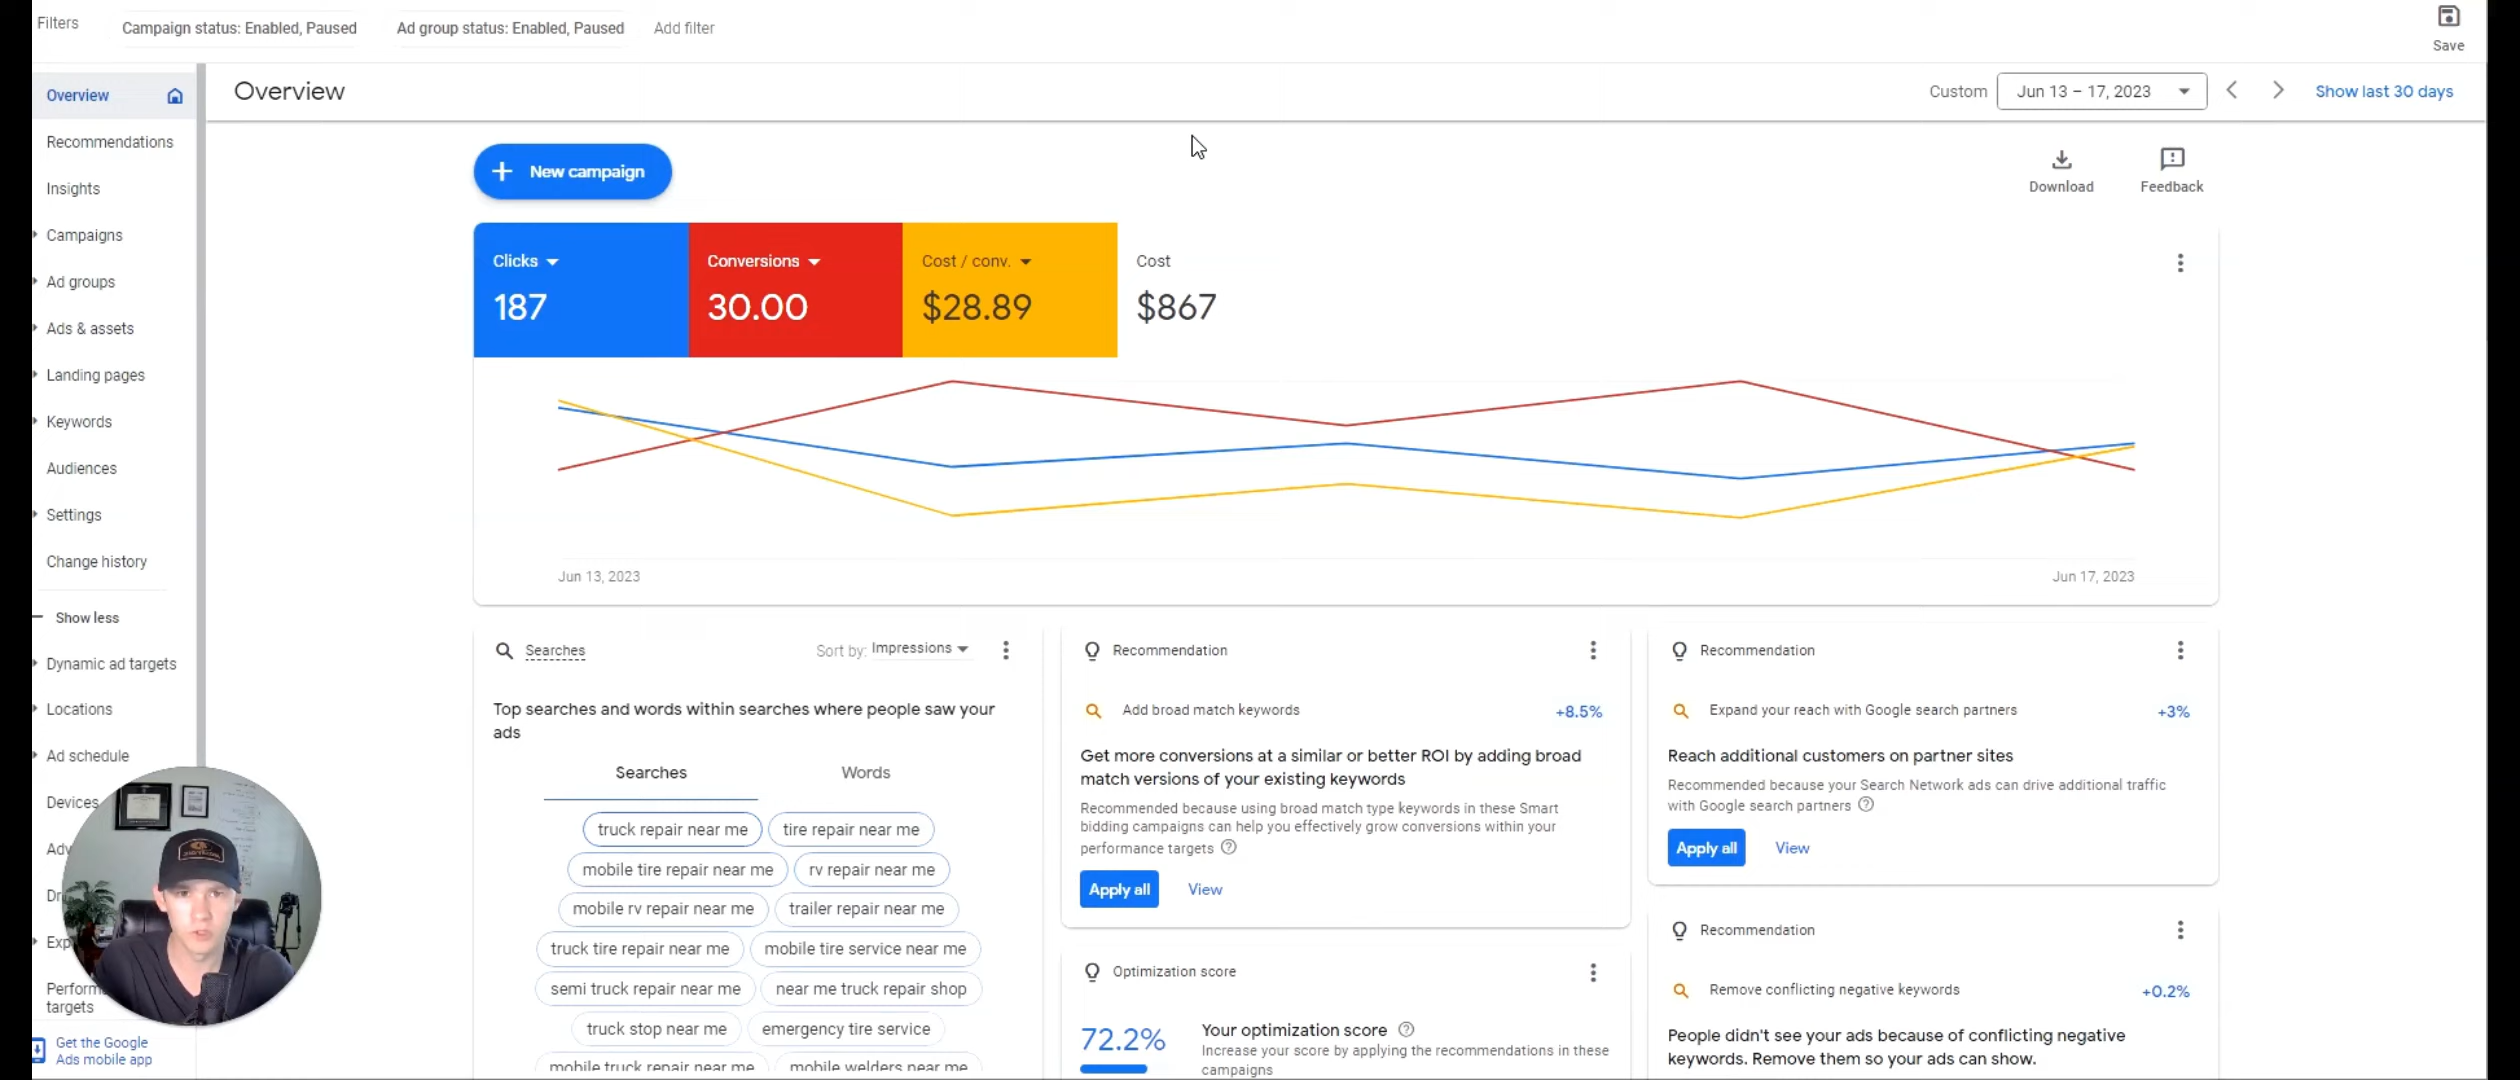 Filters
Campaign status: Enabled, Paused
Ad group status: Enabled, Paused
Add filter
Save
Overview
Recommendations
Insights
Campaigns
Ad groups
Ads & assets
Landing pages
Keywords
Audiences
Settings
Change history
Show less
Dynamic ad targets
Locations
Ad schedule
Devices
Get the Google
Ads mobile app
Overview
Custom
Jun 13 – 17, 2023
Show last 30 days
New campaign
Download
Feedback
Clicks
187
Conversions
30.00
Cost / conv.
$28.89
Cost
$867
Jun 13, 2023
Jun 17, 2023
Searches
Sort by: Impressions
Top searches and words within searches where people saw your
ads
Searches
Words
truck repair near me
tire repair near me
mobile tire repair near me
rv repair near me
mobile rv repair near me
trailer repair near me
truck tire repair near me
mobile tire service near me
semi truck repair near me
near me truck repair shop
truck stop near me
emergency tire service
mobile truck repair near me
mobile welders near me
Recommendation
Add broad match keywords
+8.5%
Get more conversions at a similar or better ROI by adding broad
match versions of your existing keywords
Recommended because using broad match type keywords in these Smart
bidding campaigns can help you effectively grow conversions within your
performance targets
Apply all
View
Optimization score
72.2%
Your optimization score
Increase your score by applying the recommendations in these
campaigns
Recommendation
Expand your reach with Google search partners
+3%
Reach additional customers on partner sites
Recommended because your Search Network ads can drive additional traffic
with Google search partners
Apply all
View
Recommendation
Remove conflicting negative keywords
+0.2%
People didn't see your ads because of conflicting negative
keywords. Remove them so your ads can show.